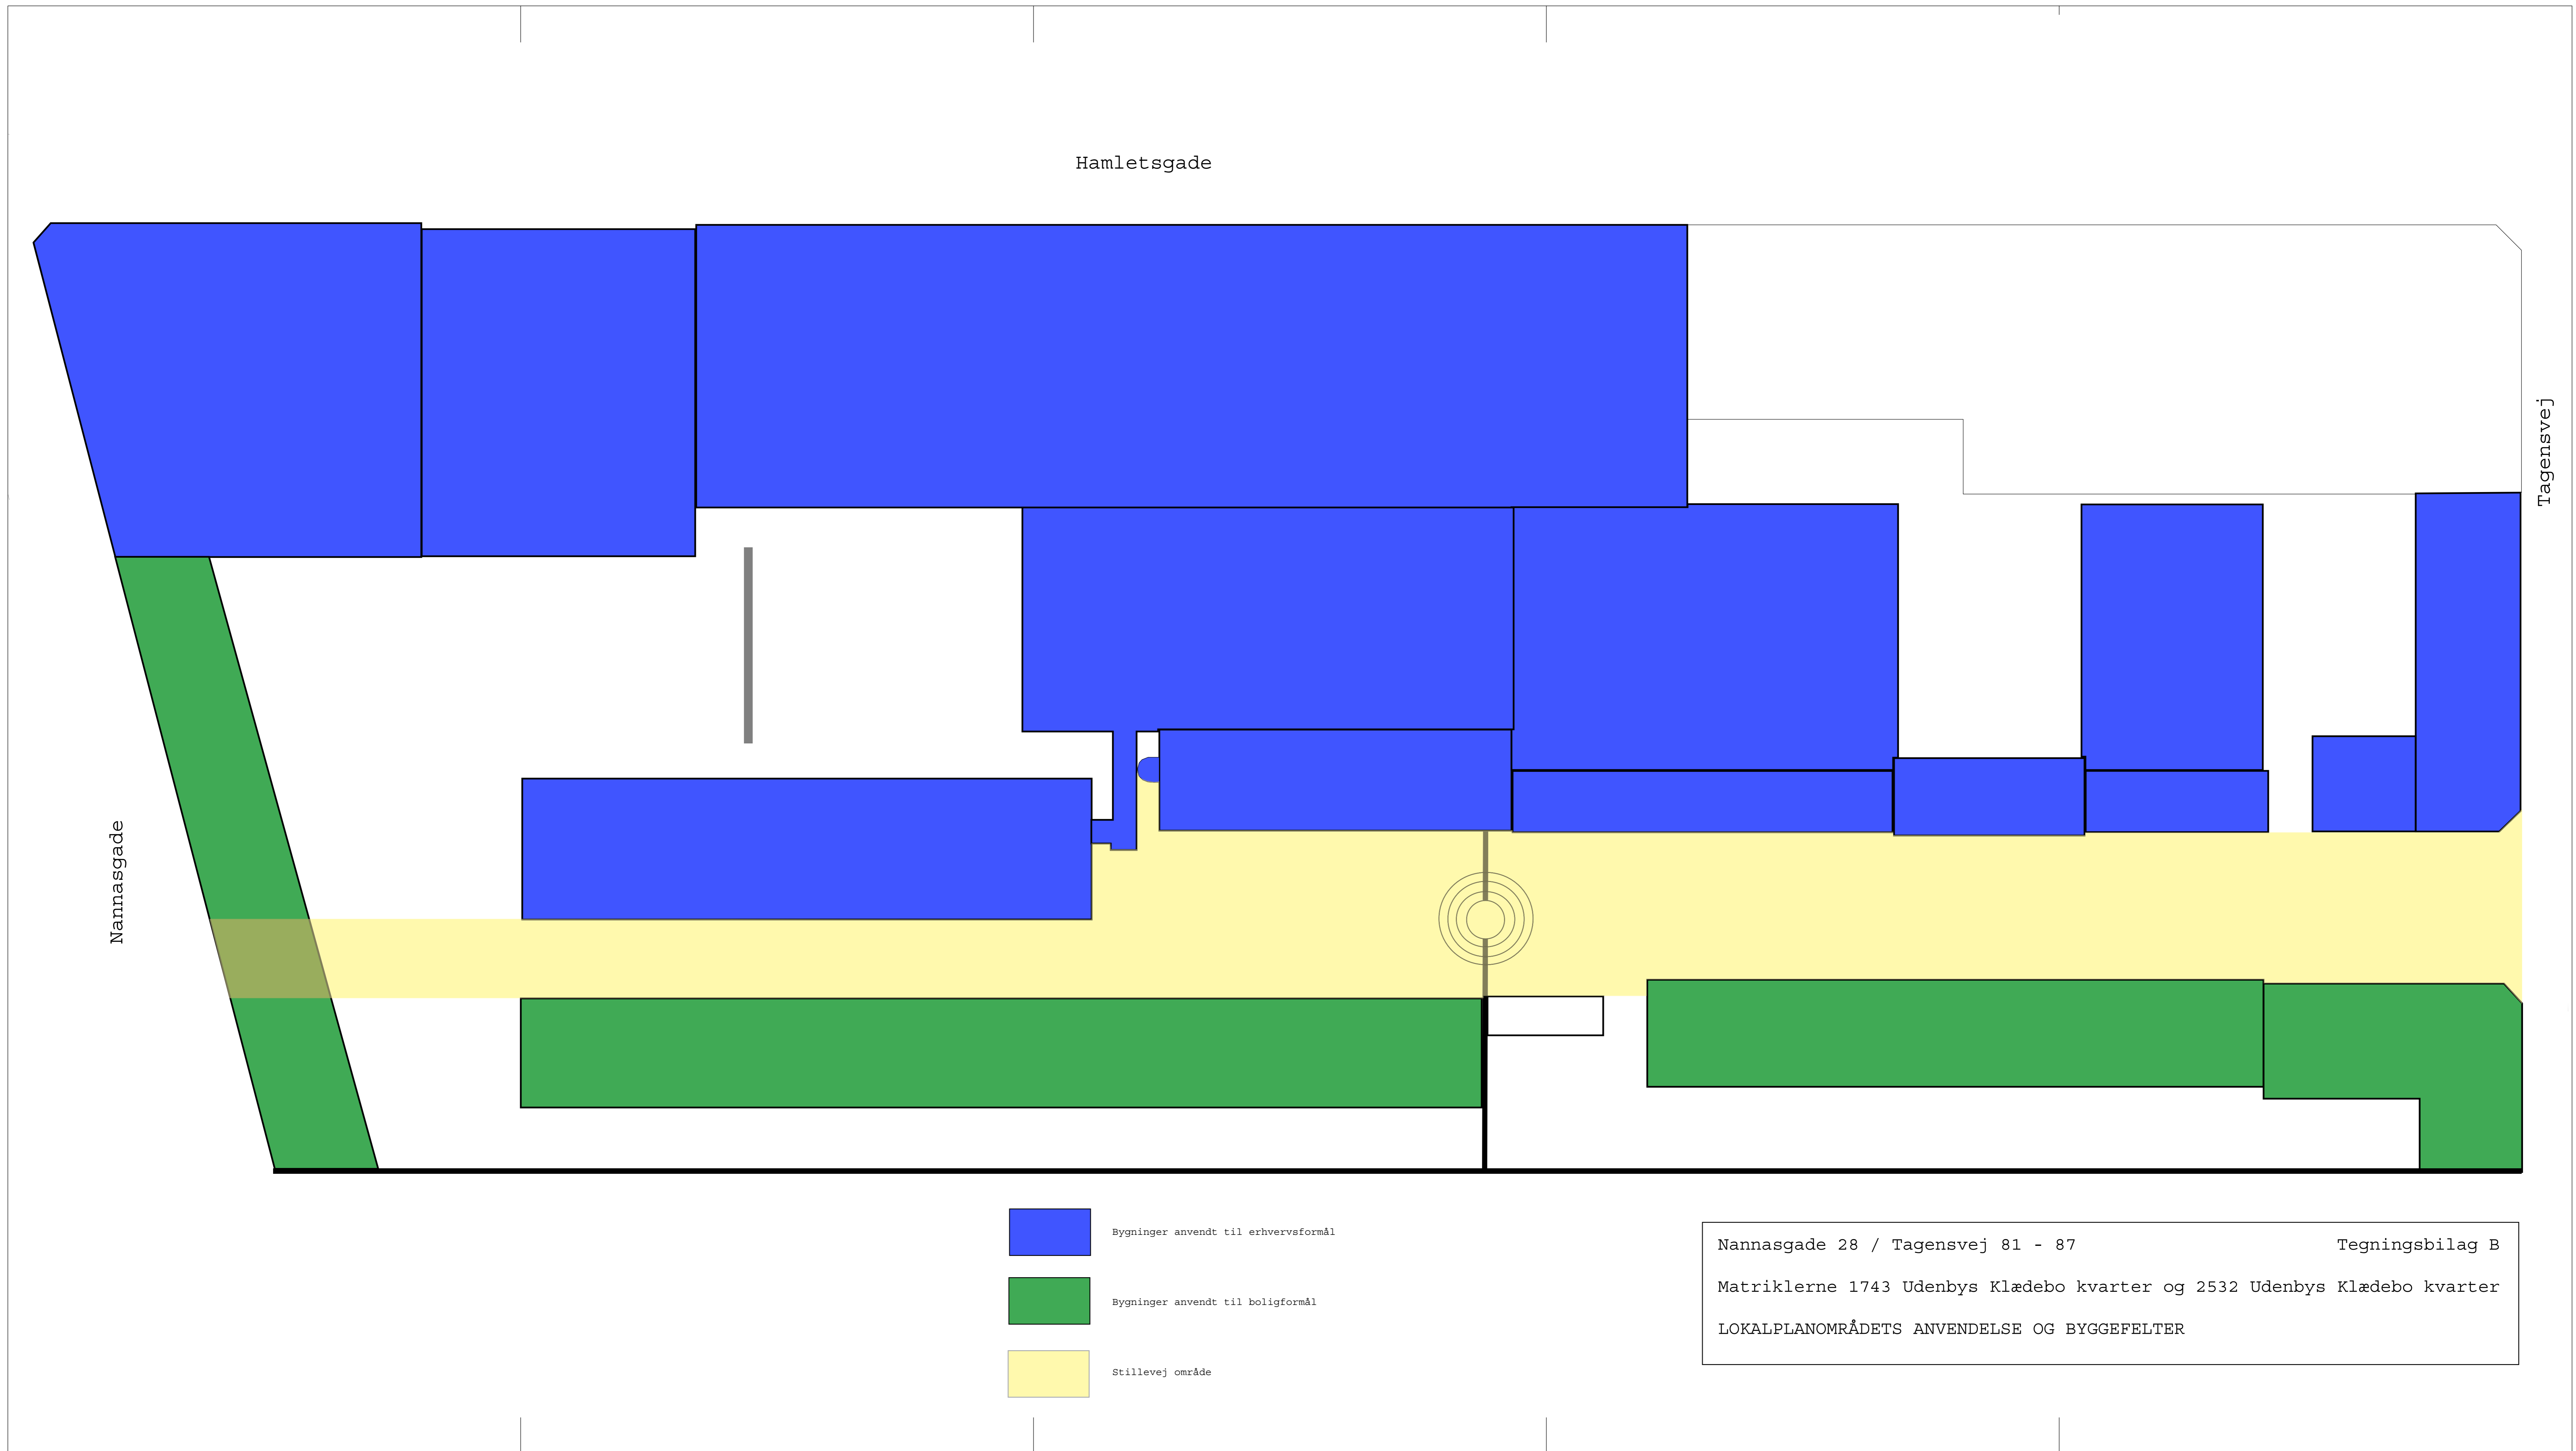 Hamletsgade
Tagensvej
Nannasgade
Bygninger anvendt til erhvervsformål
Bygninger anvendt til boligformål
Stillevej område
Nannasgade 28 / Tagensvej 81 - 87 Tegningsbilag B
Matriklerne 1743 Udenbys Klædebo kvarter og 2532 Udenbys Klædebo kvarter
LOKALPLANOMRÅDETS ANVENDELSE OG BYGGEFELTER